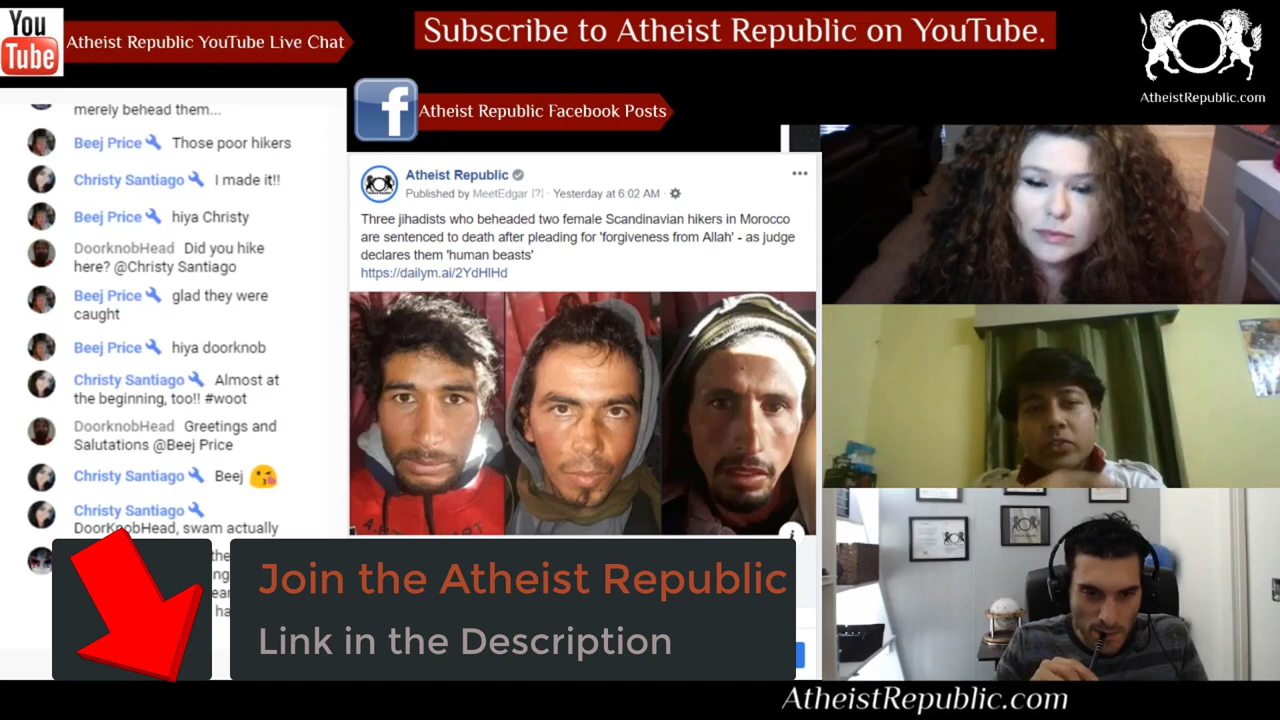 You
Tube
Atheist Republic YouTube Live Chat
Subscribe to Atheist Republic on YouTube.
AtheistRepublic.com
f
Atheist Republic Facebook Posts
merely behead them...
Beej Price Those poor hikers
Christy Santiago I made it!!
Beej Price hiya Christy
DoorknobHead Did you hike
here? @Christy Santiago
Beej Price glad they were
caught
Beej Price hiya doorknob
Christy Santiago Almost at
the beginning, too!! #woot
DoorknobHead Greetings and
Salutations @Beej Price
Christy Santiago Beej 😘
Christy Santiago
DoorKnobHead, swam actually
Atheist Republic
Published by MeetEdgar [?] · Yesterday at 6:02 AM ·
Three jihadists who beheaded two female Scandinavian hikers in Morocco
are sentenced to death after pleading for 'forgiveness from Allah' - as judge
declares them 'human beasts'
https://dailym.ai/2YdHlHd
Join the Atheist Republic
Link in the Description
AtheistRepublic.com